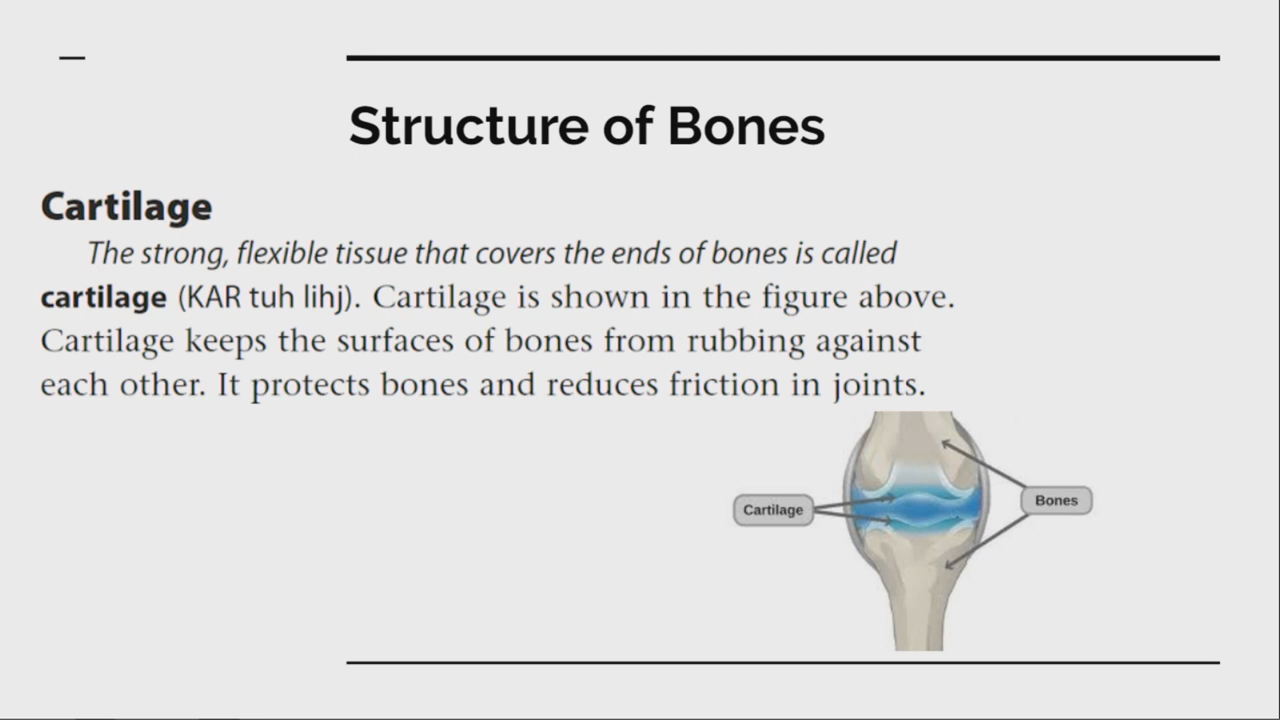 Structure of Bones
Cartilage
The strong, flexible tissue that covers the ends of bones is called
cartilage (KAR tuh lihj). Cartilage is shown in the figure above.
Cartilage keeps the surfaces of bones from rubbing against
each other. It protects bones and reduces friction in joints.
Cartilage
Bones